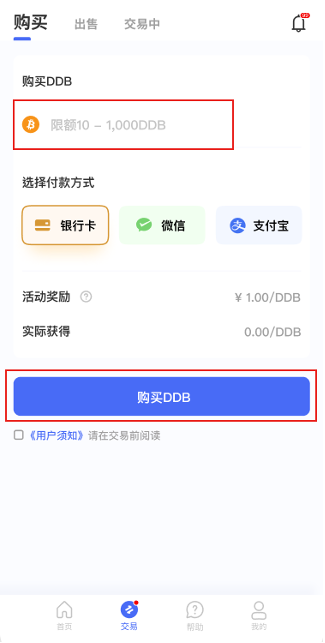 购买 出售 交易中
购买DDB
限额10 – 1,000DDB
选择付款方式
银行卡 微信 支付宝
活动奖励 ¥ 1.00/DDB
实际获得 0.00/DDB
购买DDB
《用户须知》请在交易前阅读
首页 交易 帮助 我的